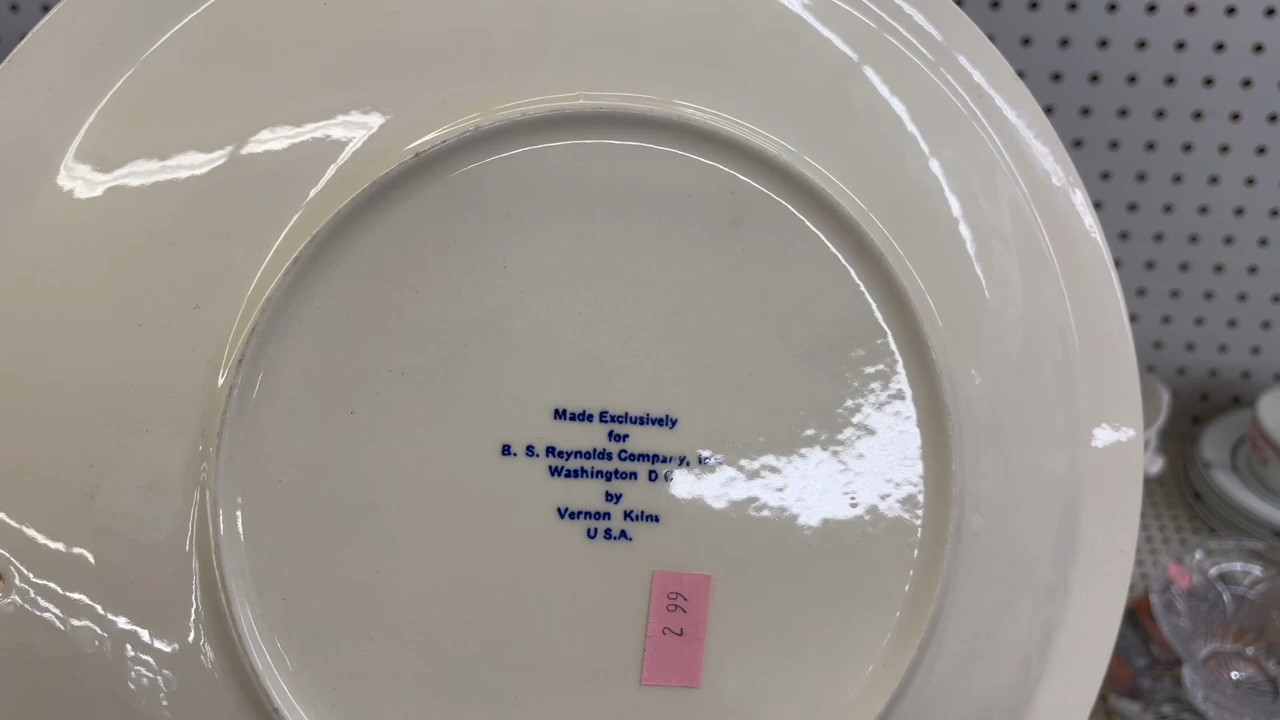 Made Exclusively
for
B. S. Reynolds Company, Inc.
Washington D
by
Vernon Kilns
U S.A.
2 99